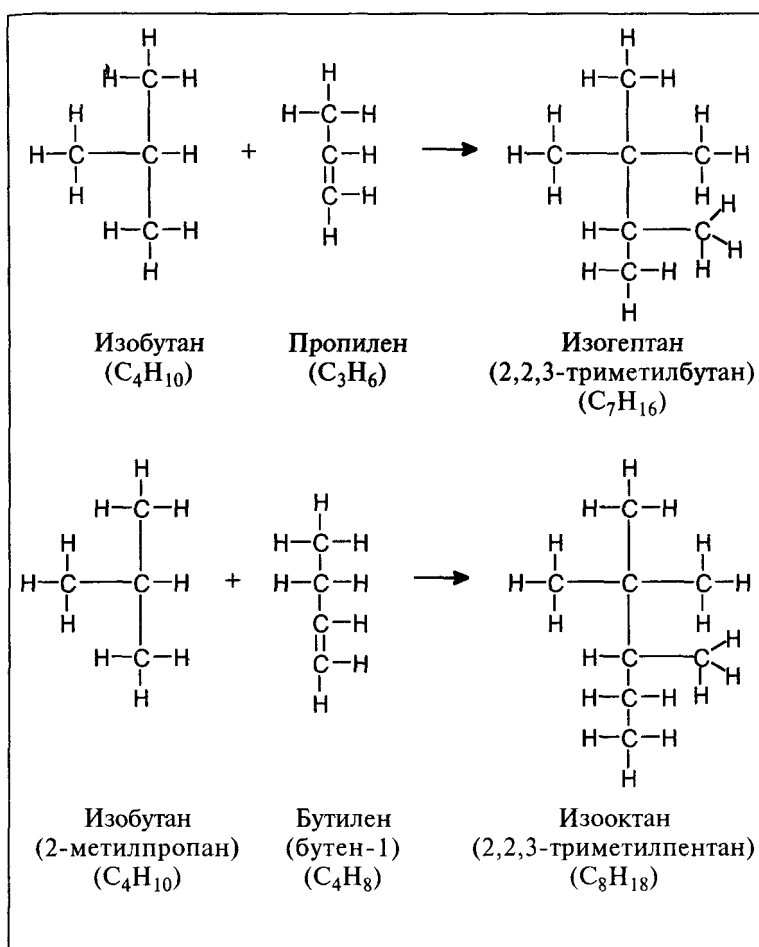 H
H–C–H
H
H–C–C–H
H
H–C–H
H
+
H
H–C–H
C–H
C–H
H
→
H
H–C–H
H H
H–C–C–C–H
H H
H–C–C–H
H H
H–C–H
H
Изобутан
(C₄H₁₀)
Пропилен
(C₃H₆)
Изогептан
(2,2,3-триметилбутан)
(C₇H₁₆)
H
H–C–H
H
H–C–C–H
H
H–C–H
H
+
H
H–C–H
H–C–H
C–H
C–H
H
→
H
H–C–H
H H
H–C–C–C–H
H H
H–C–C–H
H H
H–C–H
H–C–H
H
Изобутан
(2-метилпропан)
(C₄H₁₀)
Бутилен
(бутен-1)
(C₄H₈)
Изооктан
(2,2,3-триметилпентан)
(C₈H₁₈)